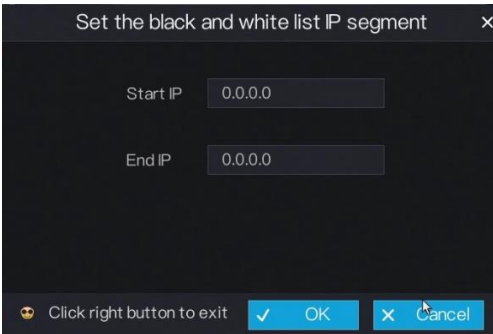 Set the black and white list IP segment
Start IP 0.0.0.0
End IP 0.0.0.0
Click right button to exit OK Cancel